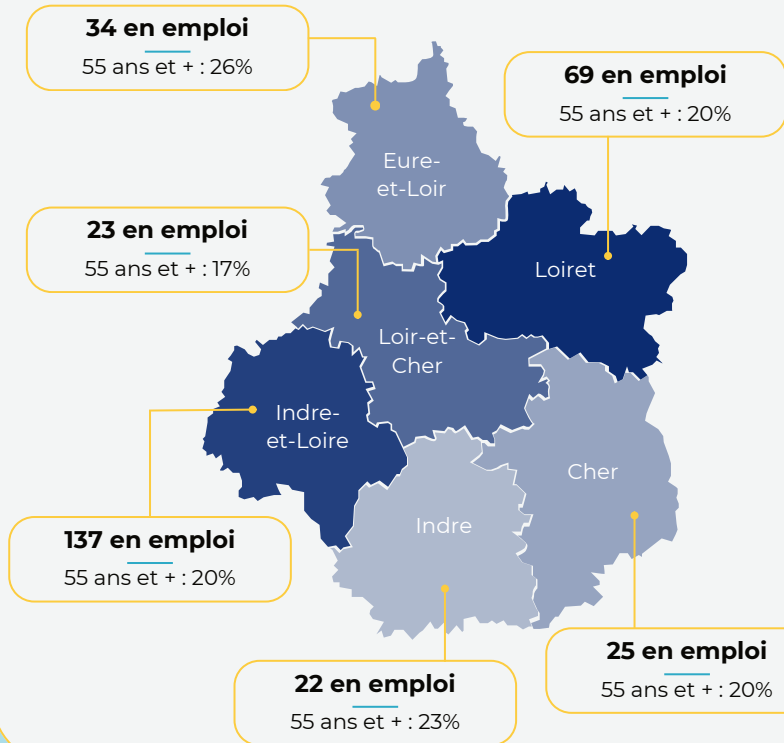 34 en emploi
55 ans et + : 26%
69 en emploi
55 ans et + : 20%
Eure-
et-Loir
23 en emploi
55 ans et + : 17%
Loiret
Loir-et-
Cher
Indre-
et-Loire
Cher
137 en emploi
55 ans et + : 20%
Indre
22 en emploi
55 ans et + : 23%
25 en emploi
55 ans et + : 20%